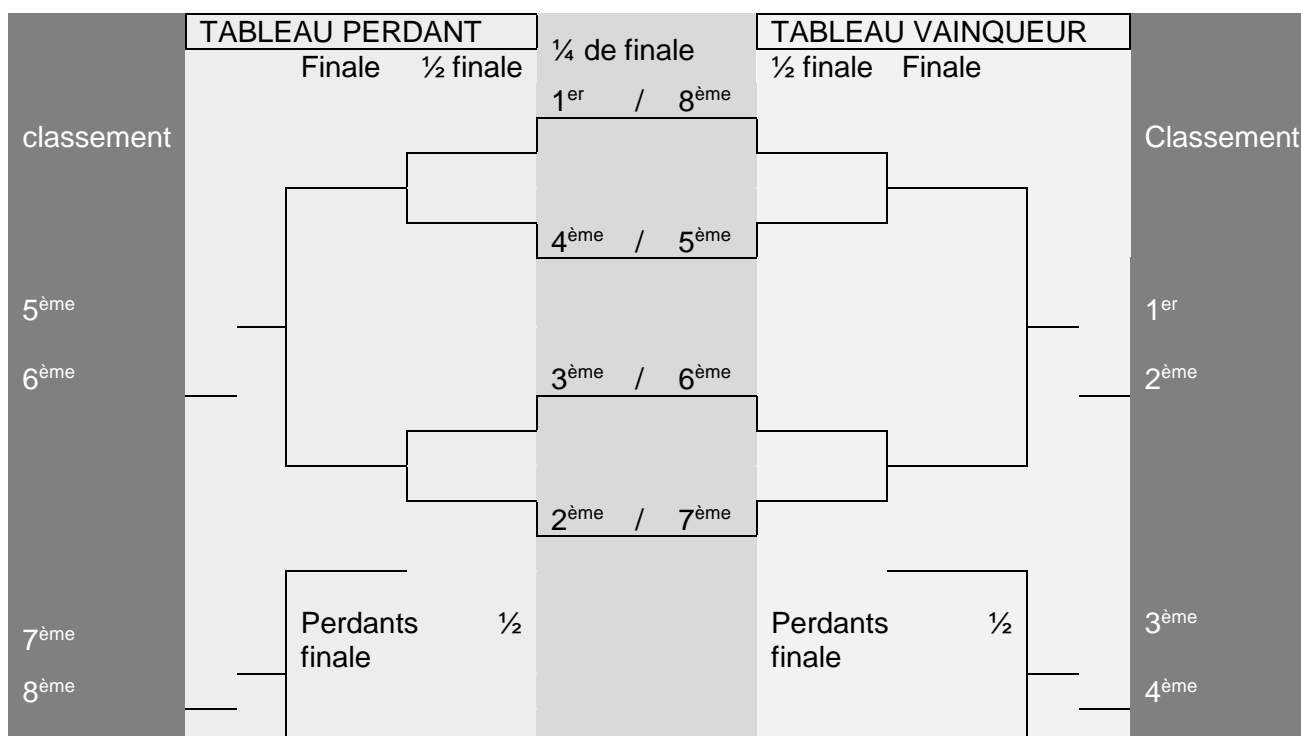 TABLEAU PERDANT
¼ de finale
TABLEAU VAINQUEUR
Finale ½ finale
½ finale Finale
1er / 8ème
classement
Classement
4ème / 5ème
5ème
1er
6ème
3ème / 6ème
2ème
2ème / 7ème
Perdants ½
finale
Perdants ½
finale
7ème
3ème
8ème
4ème